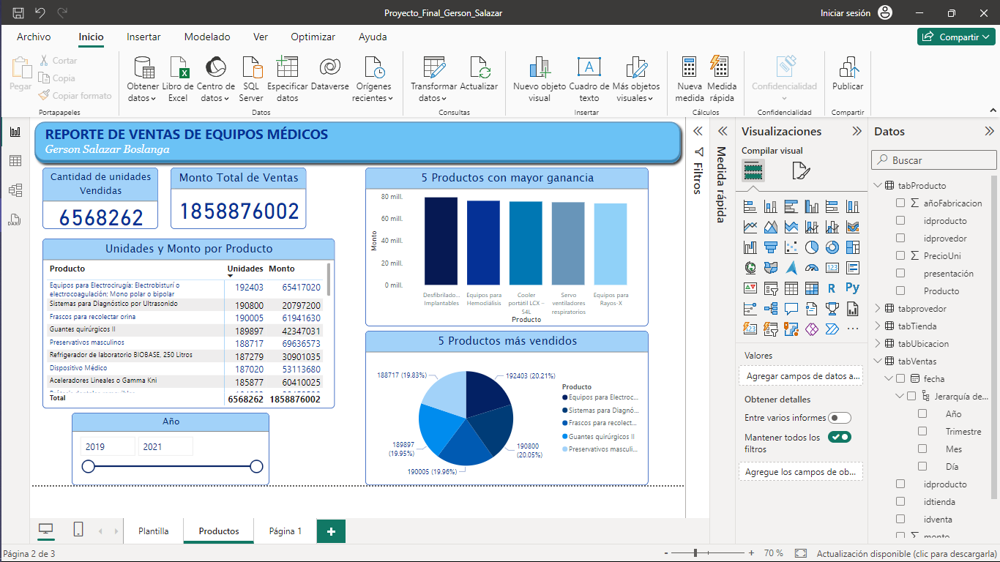 Proyecto_Final_Gerson_Salazar
Iniciar sesión
Archivo Inicio Insertar Modelado Ver Optimizar Ayuda
Compartir
Pegar
Cortar
Copia
Copiar formato
Portapapeles
Obtener datos
Libro de Excel
Centro de datos
SQL Server
Especificar datos
Dataverse
Orígenes recientes
Datos
Transformar datos
Actualizar
Consultas
Nuevo objeto visual
Cuadro de texto
Más objetos visuales
Insertar
Nueva medida
Medida rápida
Cálculos
Confidencialidad
Confidencialidad
Publicar
Compartir
REPORTE DE VENTAS DE EQUIPOS MÉDICOS
Gerson Salazar Boslanga
Cantidad de unidades
Vendidas
6568262
Monto Total de Ventas
1858876002
Unidades y Monto por Producto
Producto Unidades Monto
Equipos para Electrocirugía: Electrobisturí o
electrocoagulación; Mono polar o bipolar 192403 65417020
Sistemas para Diagnóstico por Ultrasonido 190800 20797200
Frascos para recolectar orina 190005 61941630
Guantes quirúrgicos II 189897 42347031
Preservativos masculinos 188717 69636573
Refrigerador de laboratorio BIOBASE, 250 Litros 187279 30901035
Dispositivo Médico 187020 53113680
Aceleradores Lineales o Gamma Kni 185877 60410025
Total 6568262 1858876002
Año
2019 2021
5 Productos con mayor ganancia
Monto
80 mill.
60 mill.
40 mill.
20 mill.
0 mill.
Desfibrilado...
Implantables
Equipos para
Hemodiálisis
Cooler
portátil LCX –
S4L
Servo
ventiladores
respiratorios
Equipos para
Rayos-X
Producto
5 Productos más vendidos
188717 (19.83%)
192403 (20.21%)
189897
(19.95%)
190800
(20.05%)
190005 (19.96%)
Producto
Equipos para Electroc...
Sistemas para Diagnó...
Frascos para recolect...
Guantes quirúrgicos II
Preservativos masculi...
Filtros
Medida rápida
Visualizaciones
Compilar visual
DAX
123
R
Py
123
Valores
Agregar campos de datos a...
Obtener detalles
Entre varios informes
Mantener todos los
filtros
Agregue los campos de ob...
Datos
Buscar
tabProducto
añoFabricacion
idproducto
idprovedor
PrecioUni
presentación
Producto
tabprovedor
tabTienda
tabUbicacion
tabVentas
fecha
Jerarquía de...
Año
Trimestre
Mes
Día
idproducto
idtienda
idventa
monto
Plantilla Productos Página 1
Página 2 de 3
70 %
Actualización disponible (clic para descargarla)